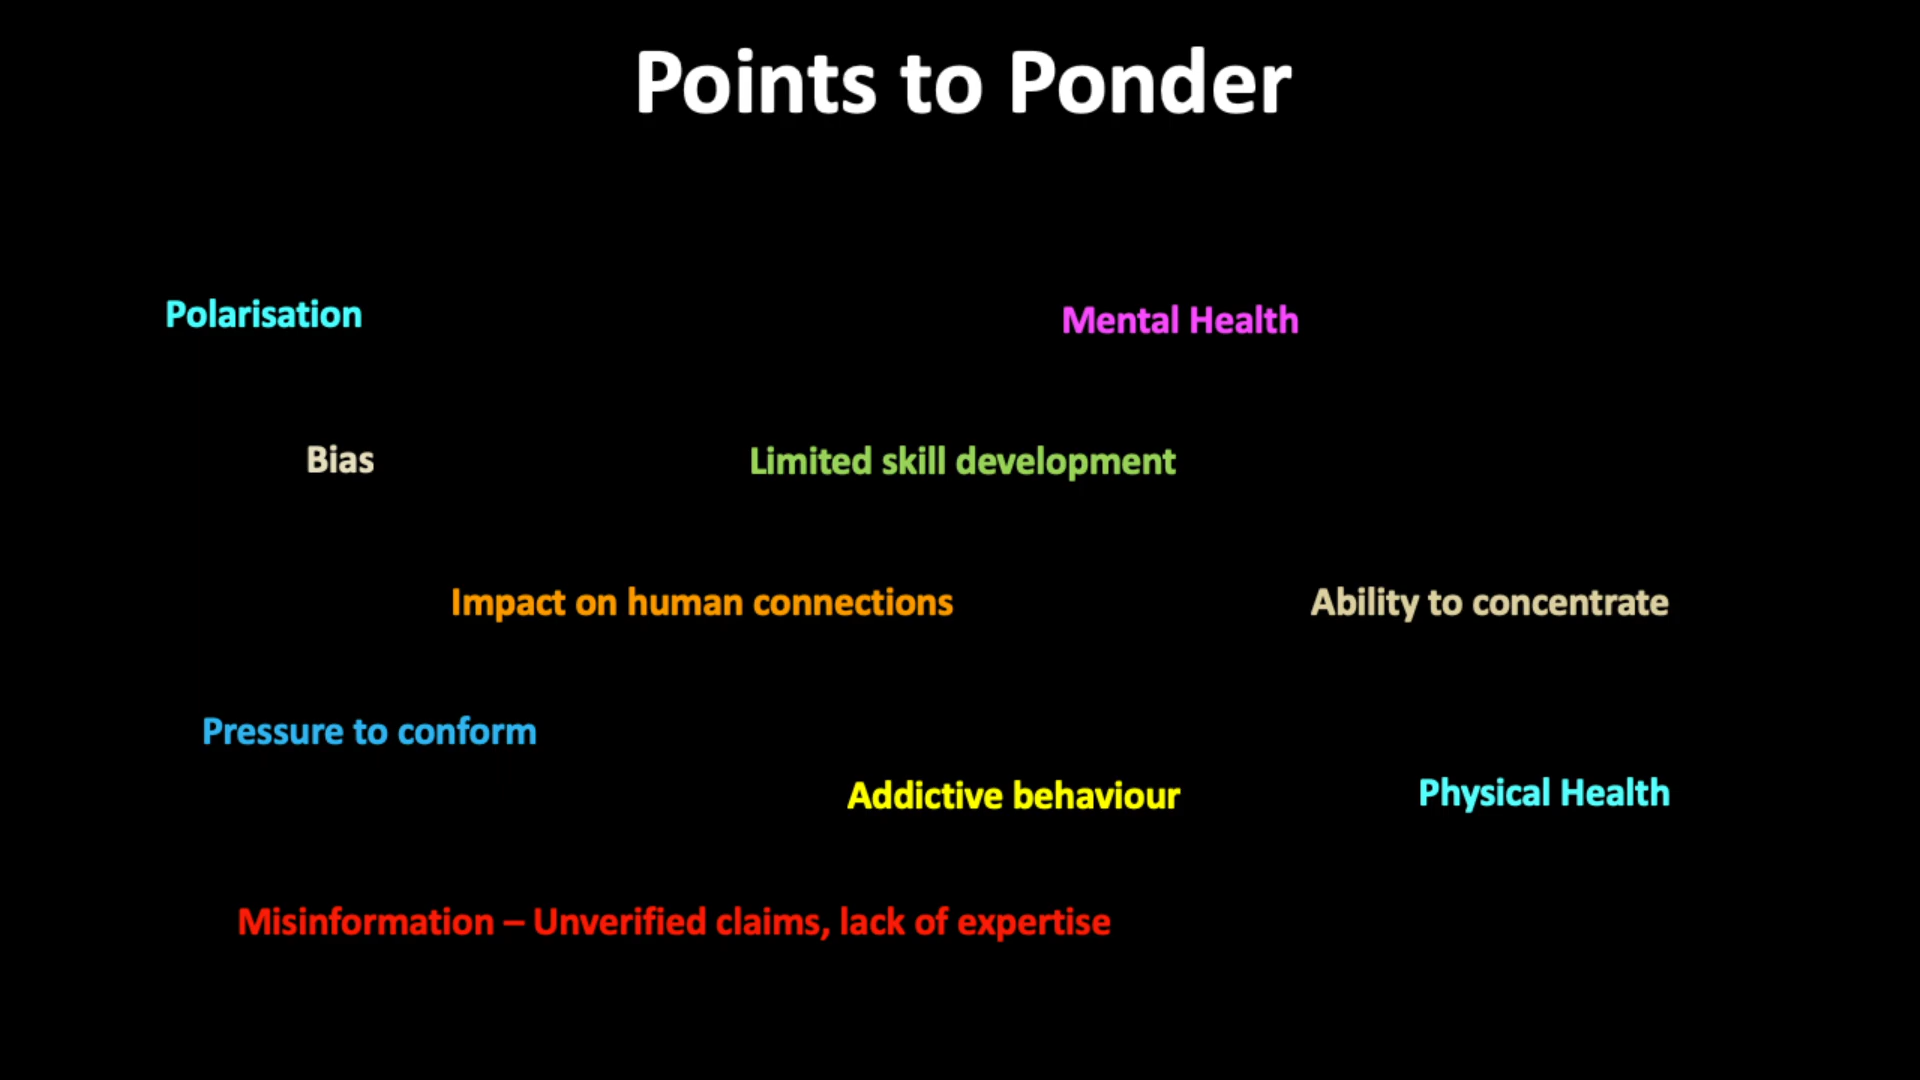 Points to Ponder
Polarisation
Mental Health
Bias
Limited skill development
Impact on human connections
Ability to concentrate
Pressure to conform
Addictive behaviour
Physical Health
Misinformation – Unverified claims, lack of expertise